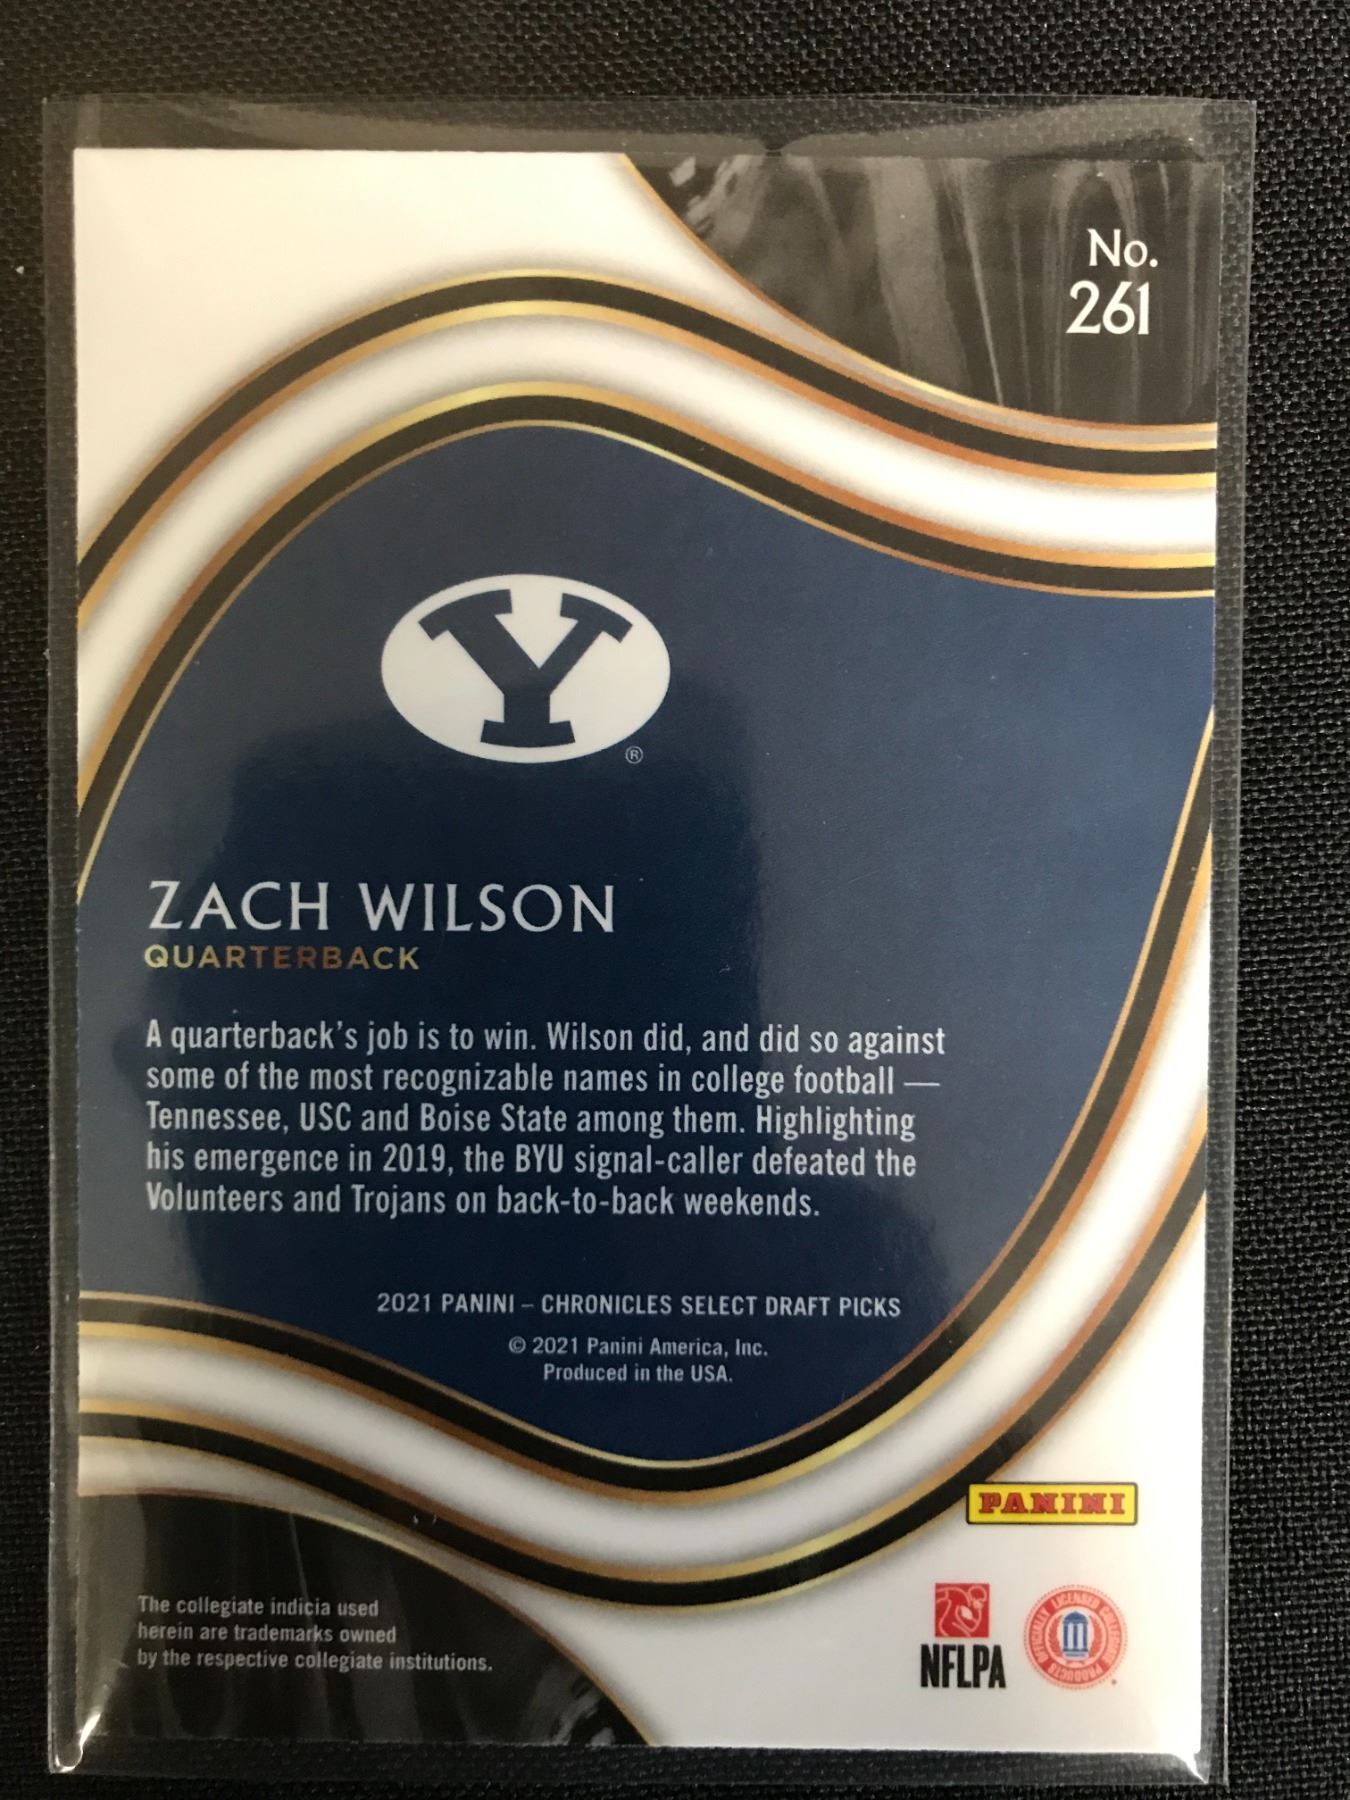 No.
261
Y
®
ZACH WILSON
QUARTERBACK
A quarterback's job is to win. Wilson did, and did so against
some of the most recognizable names in college football —
Tennessee, USC and Boise State among them. Highlighting
his emergence in 2019, the BYU signal-caller defeated the
Volunteers and Trojans on back-to-back weekends.
2021 PANINI – CHRONICLES SELECT DRAFT PICKS
© 2021 Panini America, Inc.
Produced in the USA.
PANINI
The collegiate indicia used
herein are trademarks owned
by the respective collegiate institutions.
NFLPA
OFFICIALLY LICENSED COLLEGIATE PRODUCTS